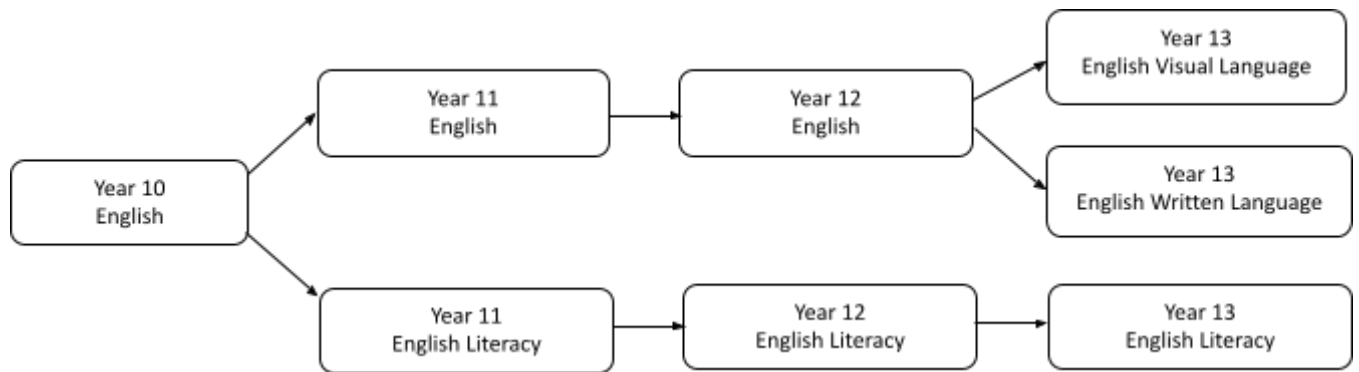 Year 13
English Visual Language
Year 11
English
Year 12
English
Year 10
English
Year 13
English Written Language
Year 11
English Literacy
Year 12
English Literacy
Year 13
English Literacy